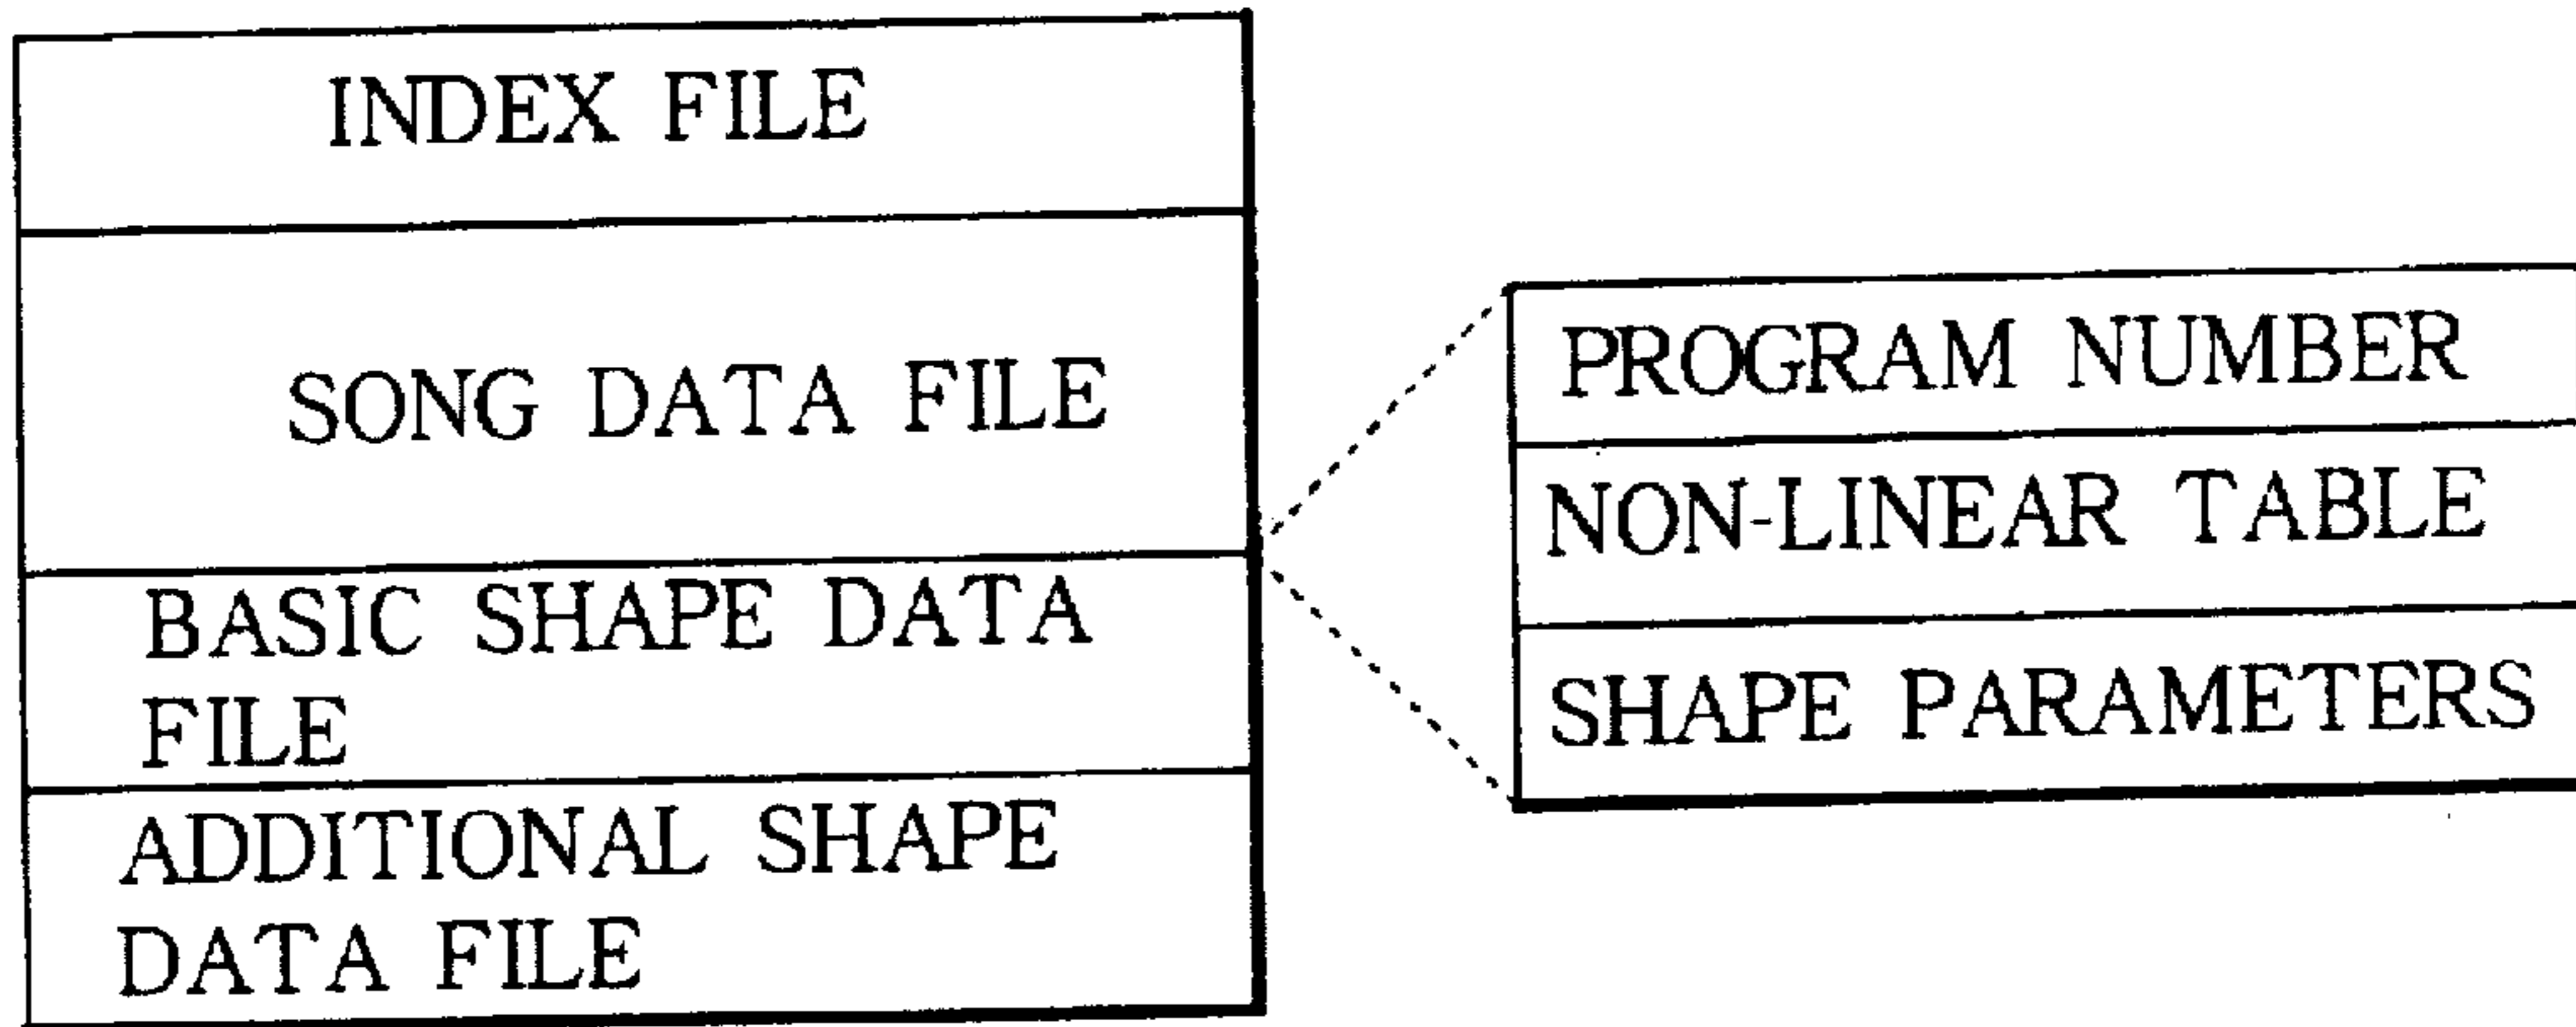 INDEX FILE
SONG DATA FILE
BASIC SHAPE DATA
FILE
ADDITIONAL SHAPE
DATA FILE
PROGRAM NUMBER
NON-LINEAR TABLE
SHAPE PARAMETERS